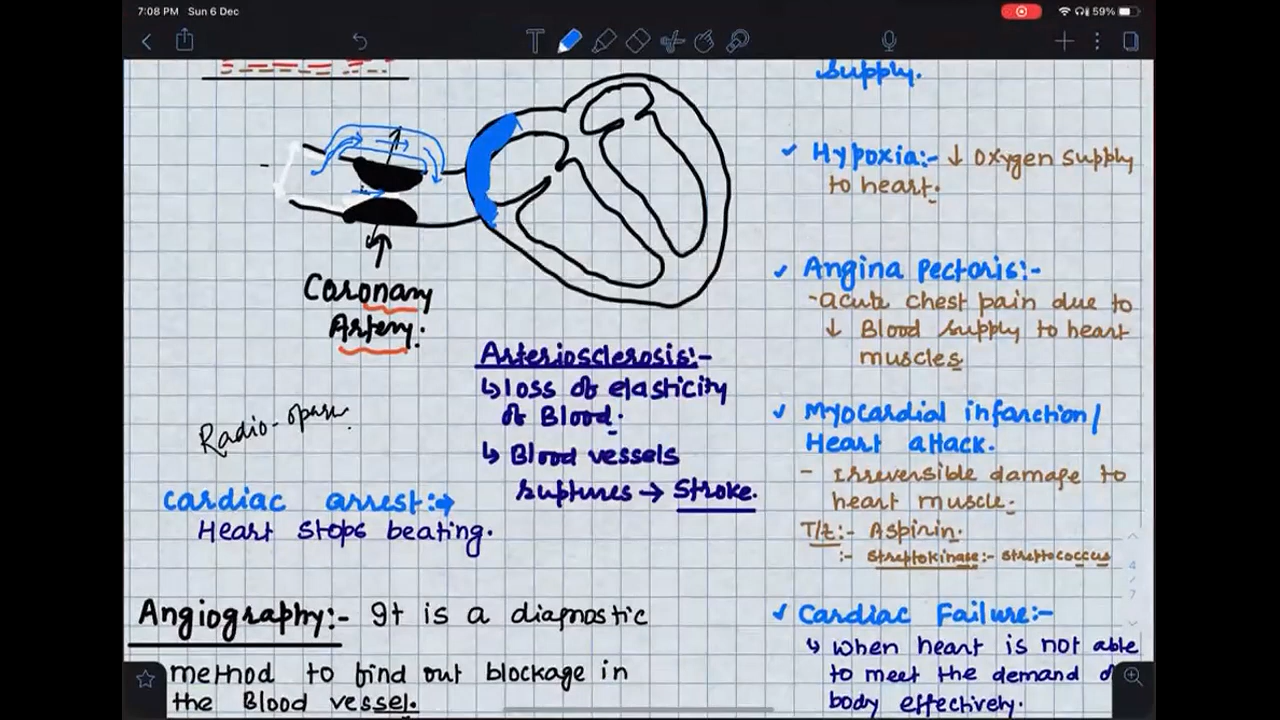 7:08 PM Sun 6 Dec
59%
supply.
Hypoxia:- ↓ oxygen supply
to heart.
Angina Pectoris:-
-acute chest pain due to
↓ Blood supply to heart
muscles
Myocardial infarction/
Heart attack.
- Irreversible damage to
heart muscle.
T/t:- Aspirin.
:- Streptokinase:- Streptococcus
Cardiac Failure:-
↳ when heart is not able
to meet the demand
body effectively.
Coronary
Artery.
Arteriosclerosis:-
↳ loss of elasticity
of Blood.
↳ Blood vessels
ruptures → Stroke.
Radio-
Cardiac arrest:→
Heart stops beating.
Angiography:- It is a diagnostic
method to find out blockage in
the Blood vessel.
4
7